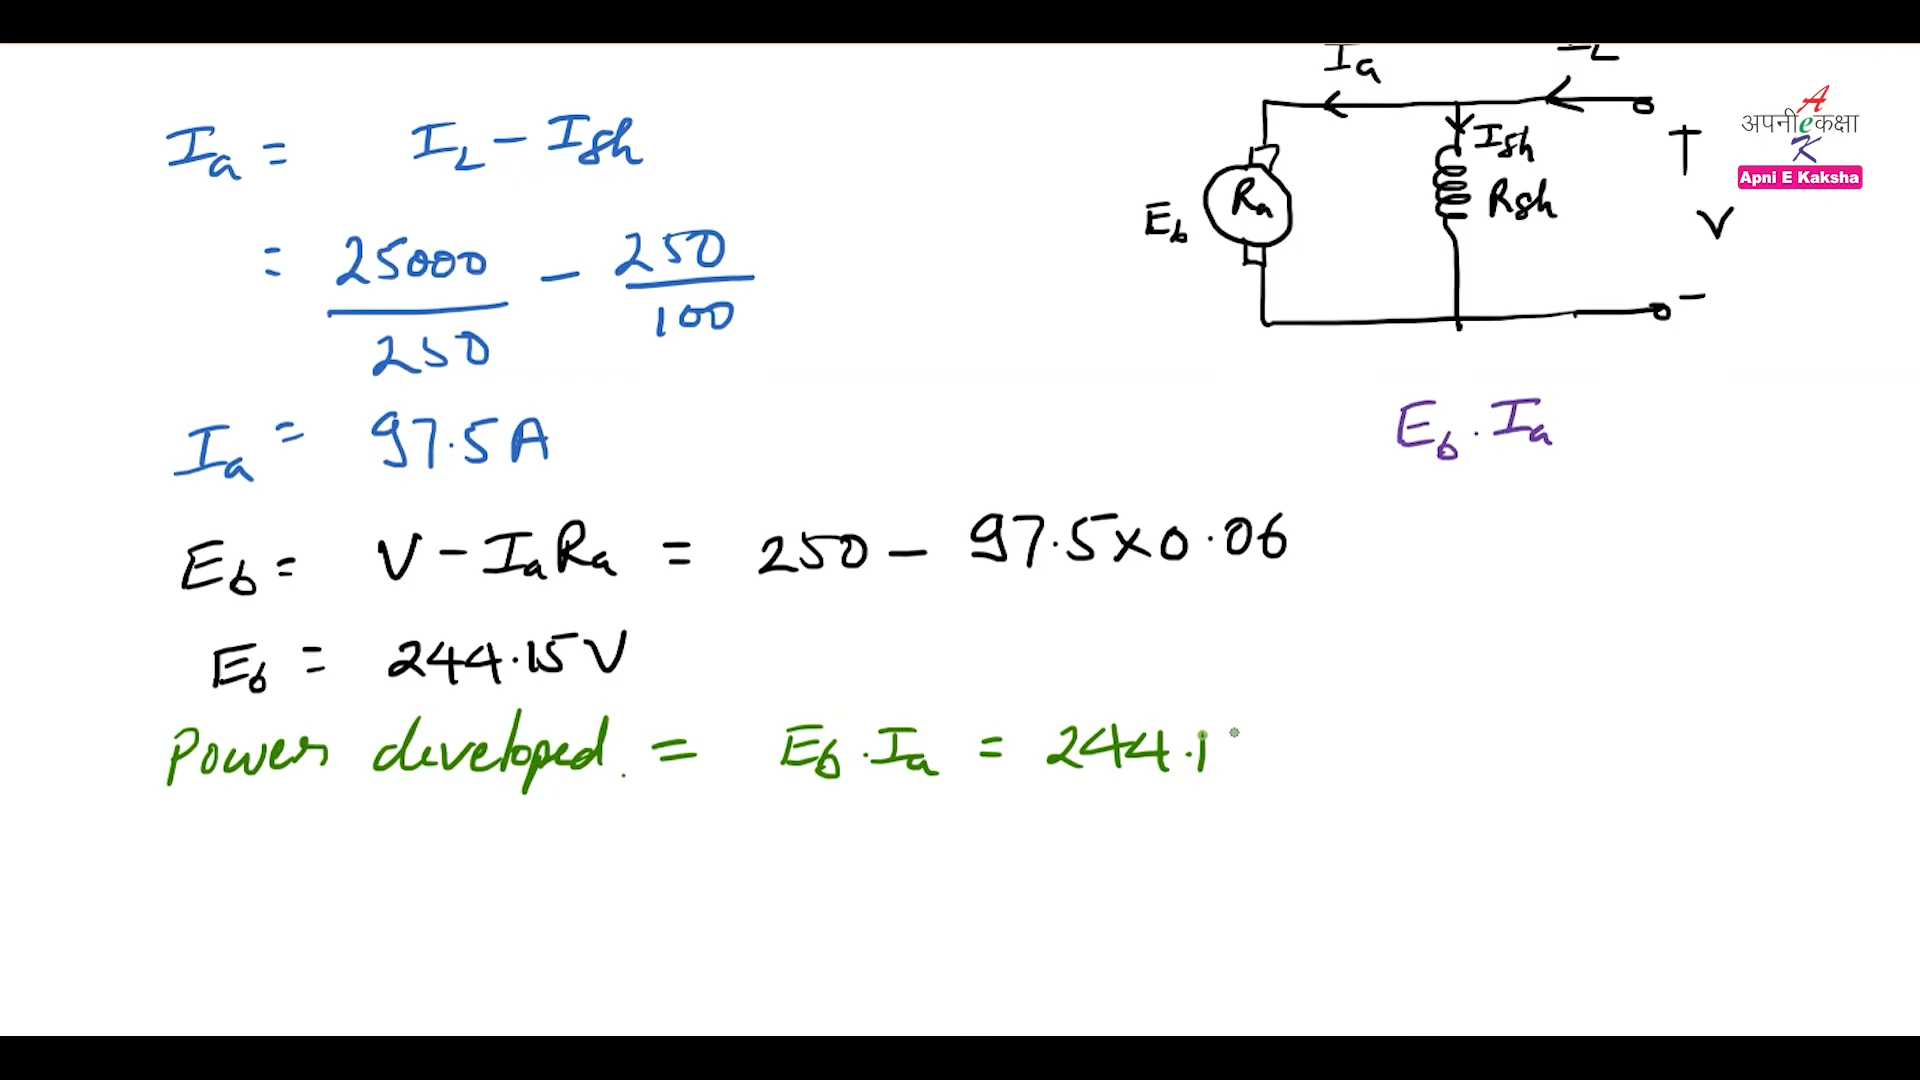 Ia = IL - Ish
= 25000/250 - 250/100
Ia = 97.5A
Eb = V - IaRa = 250 - 97.5×0.06
Eb = 244.15V
Power developed. = Eb.Ia = 244.1
Ia
Ish
Rsh
Ra
Eb
+
V
-
Eb.Ia
A
अपनी e कक्षा
K
Apni E Kaksha